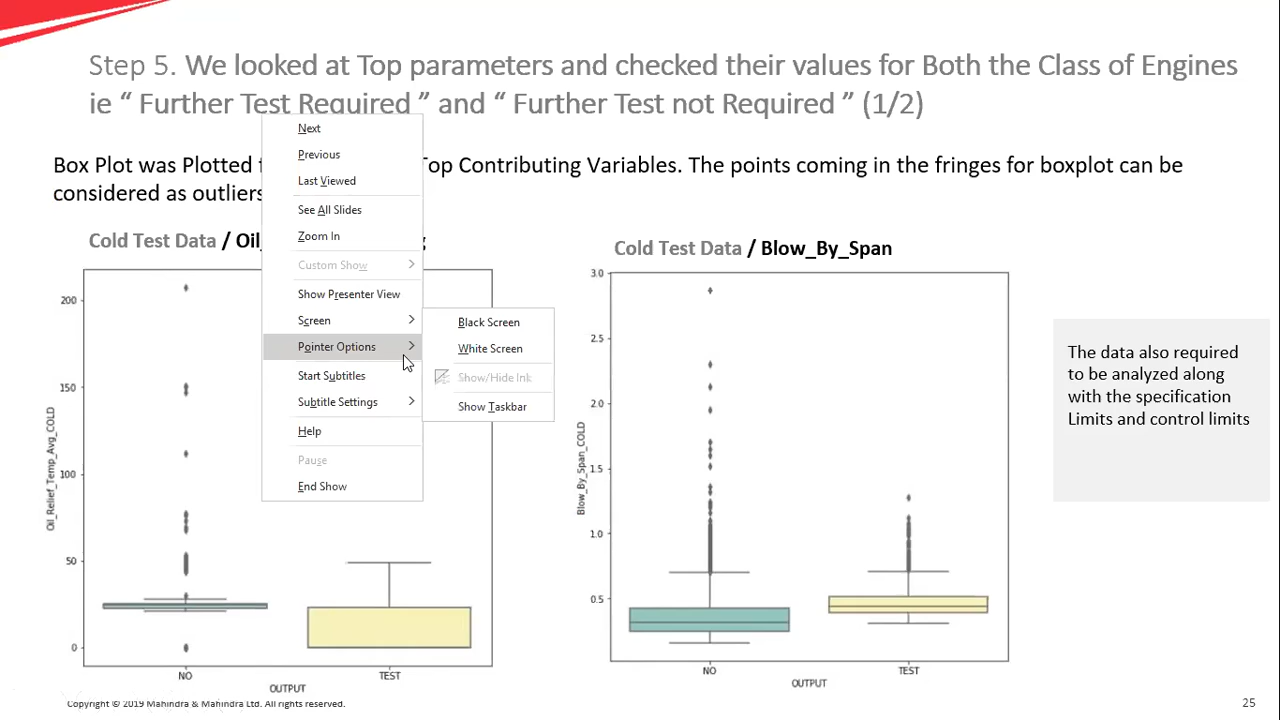 Step 5. We looked at Top parameters and checked their values for Both the Class of Engines
ie “ Further Test Required ” and “ Further Test not Required ” (1/2)
Box Plot was Plotted Top Contributing Variables. The points coming in the fringes for boxplot can be
considered as outliers
Cold Test Data / Oil_
Cold Test Data / Blow_By_Span
Next
Previous
Last Viewed
See All Slides
Zoom In
Custom Show
Show Presenter View
Screen
Pointer Options
Start Subtitles
Subtitle Settings
Help
Pause
End Show
Black Screen
White Screen
Show/Hide Ink
Show Taskbar
200
150
100
50
0
Oil_Relief_Temp_Avg_COLD
NO
TEST
OUTPUT
3.0
2.5
2.0
1.5
1.0
0.5
Blow_By_Span_COLD
NO
TEST
OUTPUT
The data also required
to be analyzed along
with the specification
Limits and control limits
Copyright © 2019 Mahindra & Mahindra Ltd. All rights reserved.
25